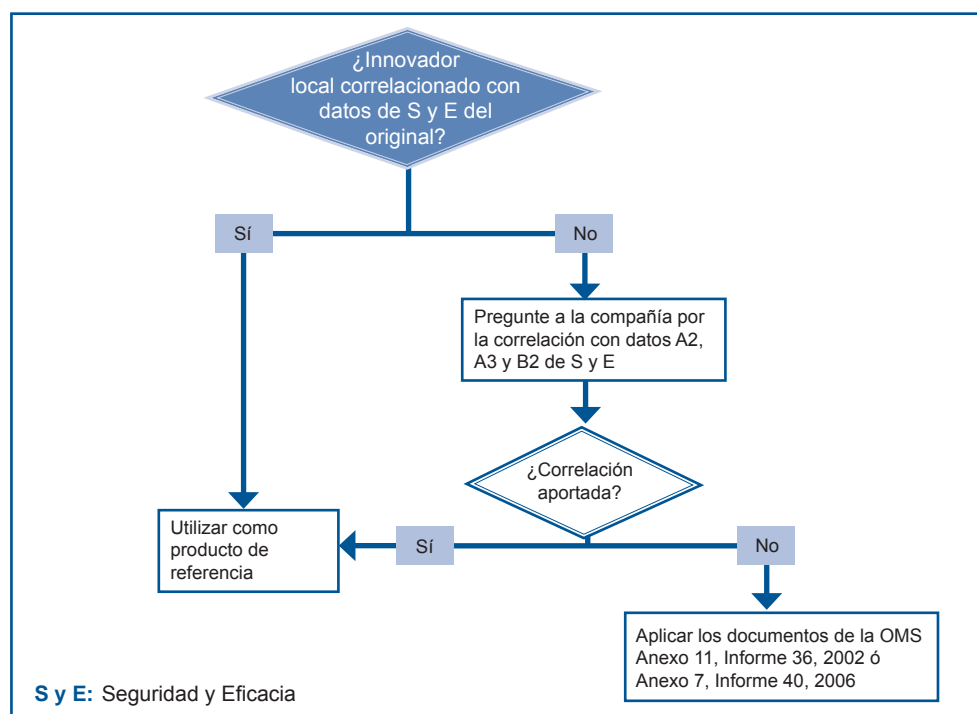 ¿Innovador
local correlacionado con
datos de S y E del
original?
Sí
No
Pregunte a la compañía por
la correlación con datos A2,
A3 y B2 de S y E
¿Correlación
aportada?
Utilizar como
producto de
referencia
Sí
No
Aplicar los documentos de la OMS
Anexo 11, Informe 36, 2002 ó
Anexo 7, Informe 40, 2006
S y E: Seguridad y Eficacia